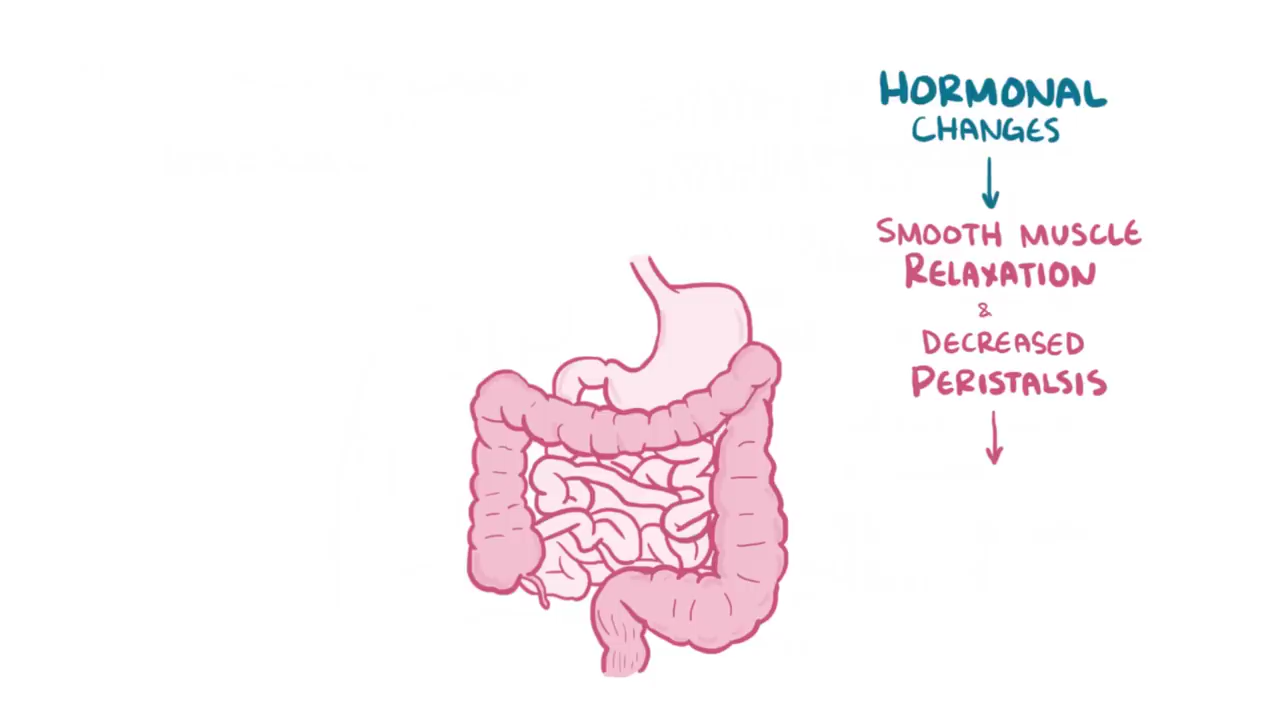 HORMONAL
CHANGES
SMOOTH MUSCLE
RELAXATION
&
DECREASED
PERISTALSIS